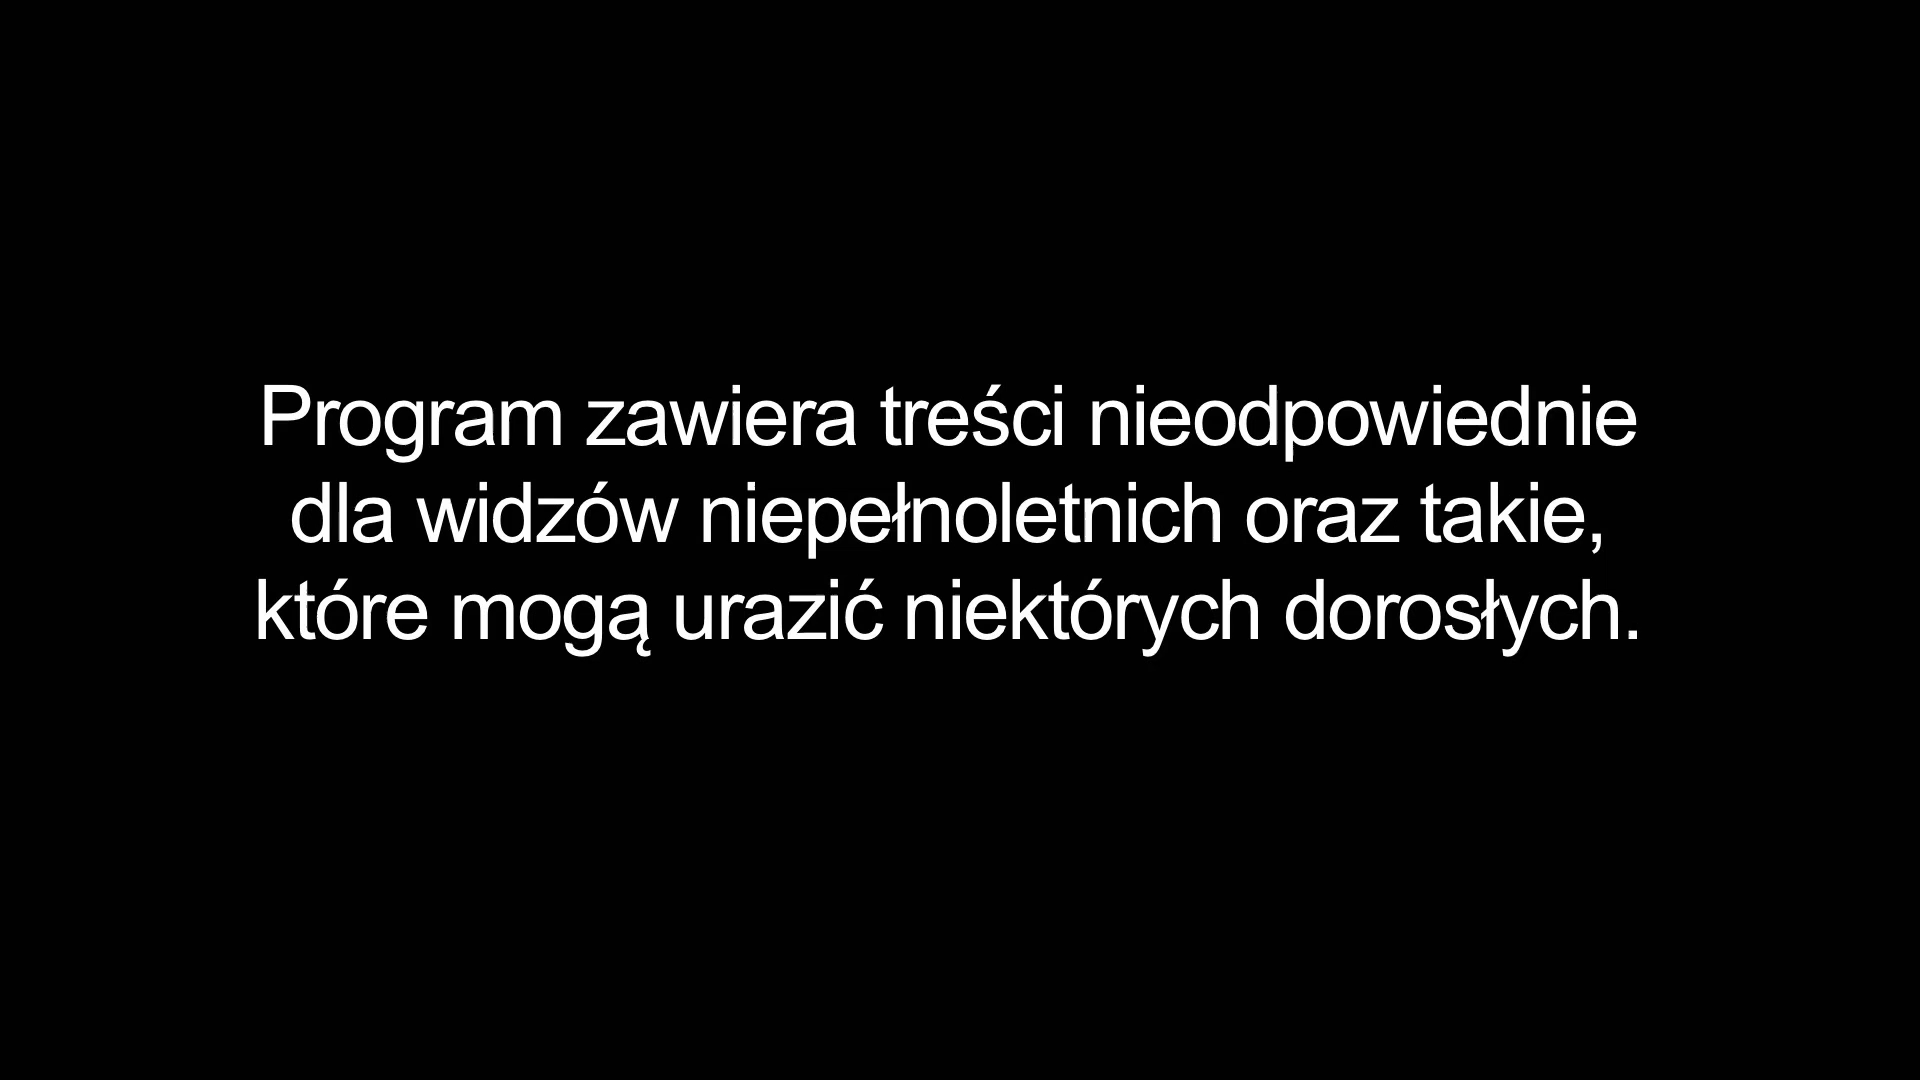 Program zawiera treści nieodpowiednie
dla widzów niepełnoletnich oraz takie,
które mogą urazić niektórych dorosłych.